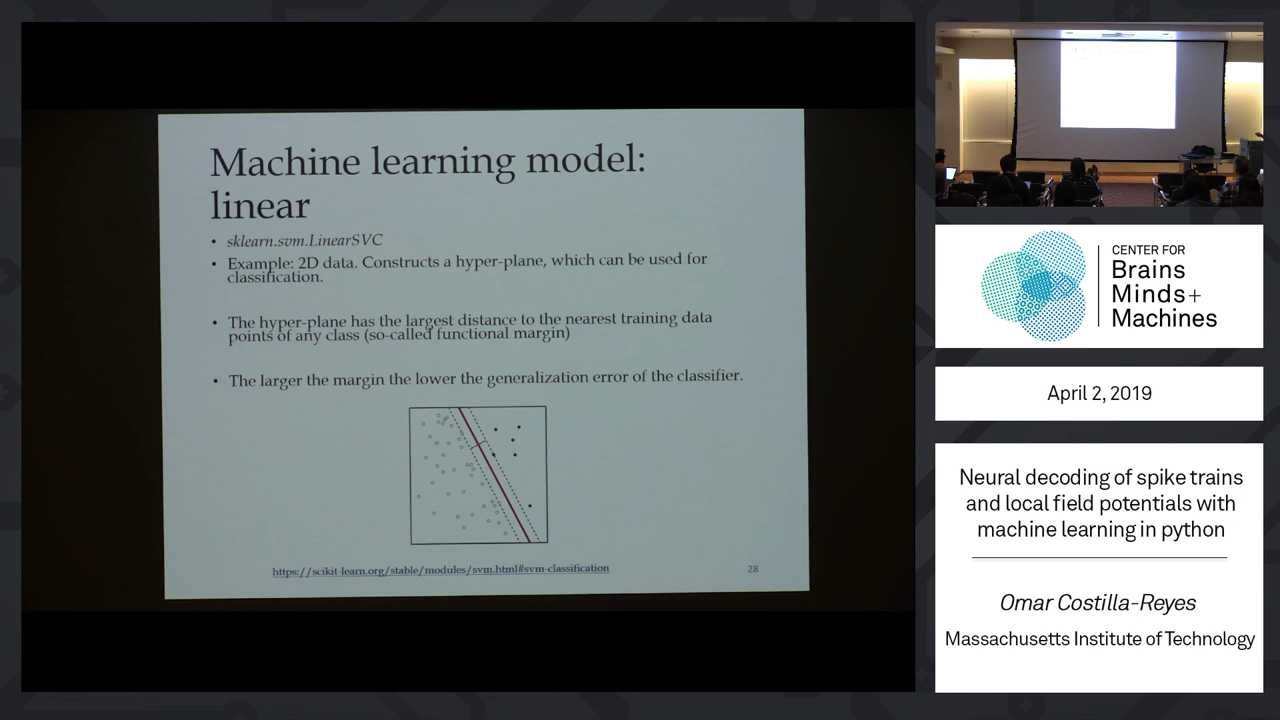 Machine learning model:
linear
• sklearn.svm.LinearSVC
• Example: 2D data. Constructs a hyper-plane, which can be used for
classification.
• The hyper-plane has the largest distance to the nearest training data
points of any class (so-called functional margin)
• The larger the margin the lower the generalization error of the classifier.
https://scikit-learn.org/stable/modules/svm.html#svm-classification
28
CENTER FOR
Brains
Minds+
Machines
April 2, 2019
Neural decoding of spike trains
and local field potentials with
machine learning in python
Omar Costilla-Reyes
Massachusetts Institute of Technology